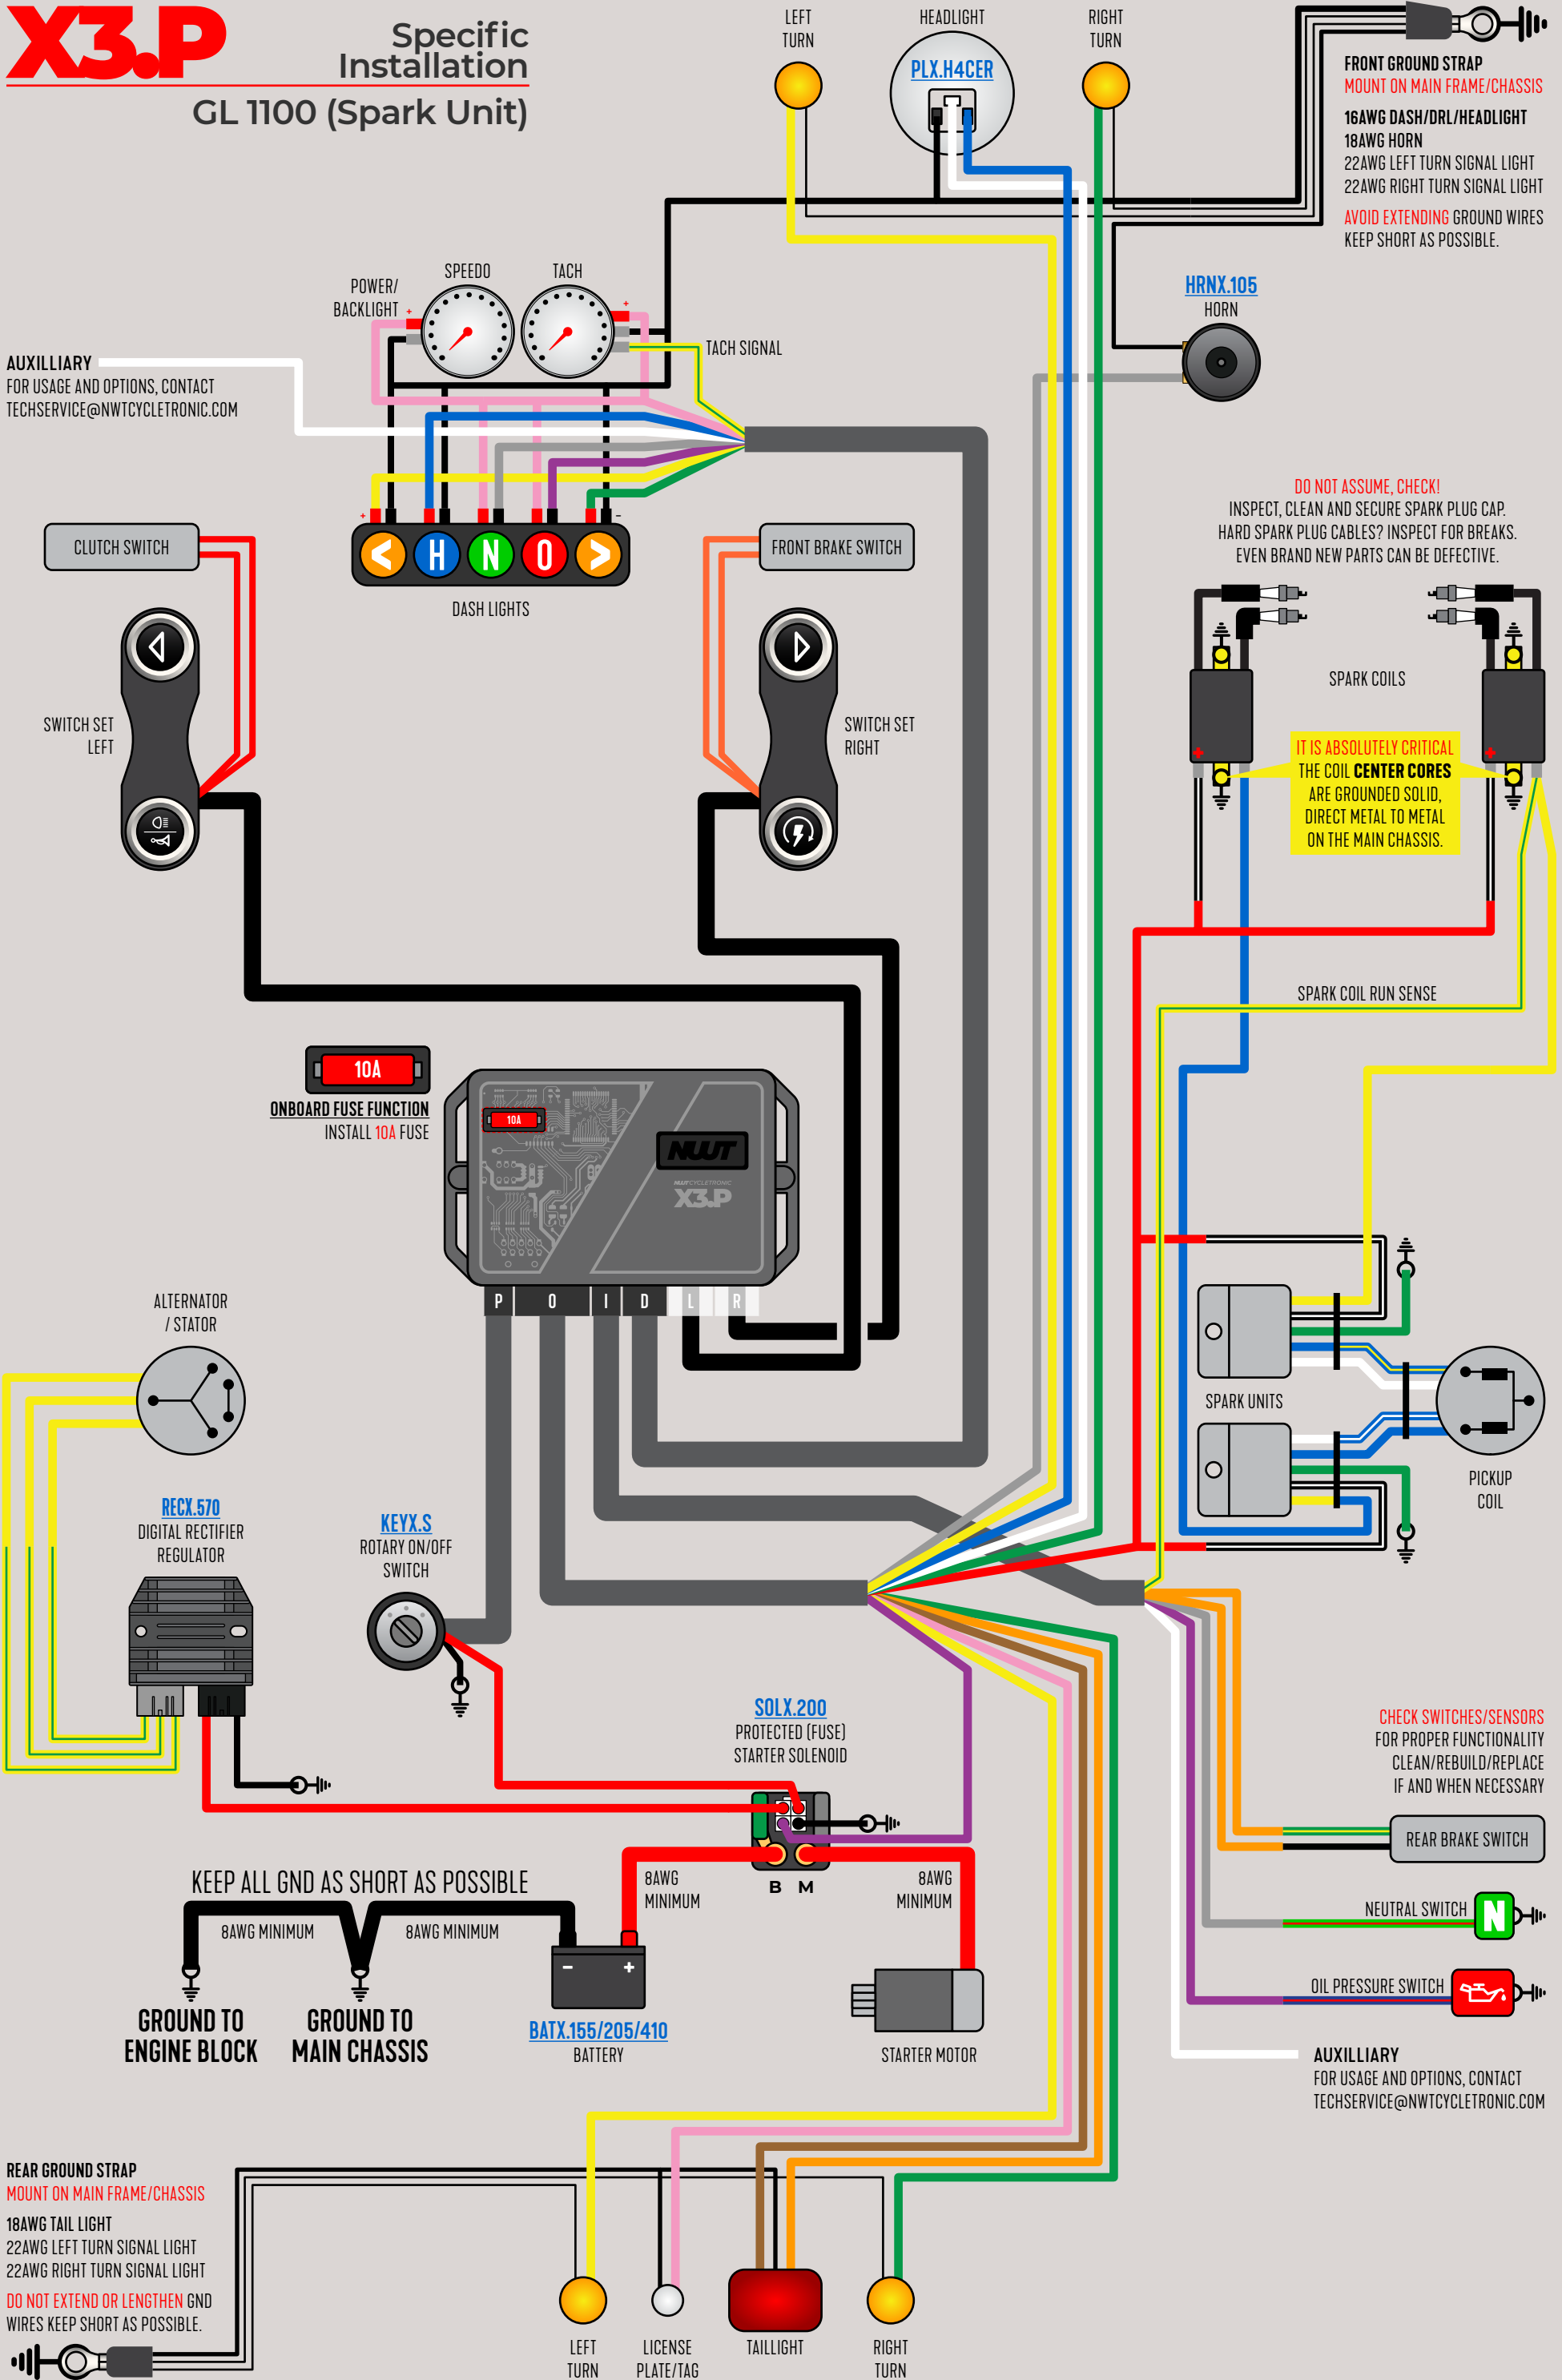 X3.P
Specific
Installation
GL 1100 (Spark Unit)
LEFT
TURN
HEADLIGHT
PLX.H4CER
RIGHT
TURN
FRONT GROUND STRAP
MOUNT ON MAIN FRAME/CHASSIS
16AWG DASH/DRL/HEADLIGHT
18AWG HORN
22AWG LEFT TURN SIGNAL LIGHT
22AWG RIGHT TURN SIGNAL LIGHT
AVOID EXTENDING GROUND WIRES
KEEP SHORT AS POSSIBLE.
HRNX.105
HORN
POWER/
BACKLIGHT
SPEEDO
TACH
+
+
TACH SIGNAL
AUXILLIARY
FOR USAGE AND OPTIONS, CONTACT
TECHSERVICE@NWTCYCLETRONIC.COM
+
−
< H N O >
DASH LIGHTS
CLUTCH SWITCH
FRONT BRAKE SWITCH
SWITCH SET
LEFT
SWITCH SET
RIGHT
DO NOT ASSUME, CHECK!
INSPECT, CLEAN AND SECURE SPARK PLUG CAP.
HARD SPARK PLUG CABLES? INSPECT FOR BREAKS.
EVEN BRAND NEW PARTS CAN BE DEFECTIVE.
SPARK COILS
+
+
IT IS ABSOLUTELY CRITICAL
THE COIL CENTER CORES
ARE GROUNDED SOLID,
DIRECT METAL TO METAL
ON THE MAIN CHASSIS.
SPARK COIL RUN SENSE
10A
ONBOARD FUSE FUNCTION
INSTALL 10A FUSE
10A
NWT
NWT CYCLETRONIC
X3.P
P O I D L R
ALTERNATOR
/ STATOR
SPARK UNITS
PICKUP
COIL
RECX.570
DIGITAL RECTIFIER
REGULATOR
KEYX.S
ROTARY ON/OFF
SWITCH
SOLX.200
PROTECTED (FUSE)
STARTER SOLENOID
B M
8AWG
MINIMUM
8AWG
MINIMUM
KEEP ALL GND AS SHORT AS POSSIBLE
8AWG MINIMUM
8AWG MINIMUM
GROUND TO
ENGINE BLOCK
GROUND TO
MAIN CHASSIS
− +
BATX.155/205/410
BATTERY
STARTER MOTOR
CHECK SWITCHES/SENSORS
FOR PROPER FUNCTIONALITY
CLEAN/REBUILD/REPLACE
IF AND WHEN NECESSARY
REAR BRAKE SWITCH
NEUTRAL SWITCH
N
OIL PRESSURE SWITCH
AUXILLIARY
FOR USAGE AND OPTIONS, CONTACT
TECHSERVICE@NWTCYCLETRONIC.COM
REAR GROUND STRAP
MOUNT ON MAIN FRAME/CHASSIS
18AWG TAIL LIGHT
22AWG LEFT TURN SIGNAL LIGHT
22AWG RIGHT TURN SIGNAL LIGHT
DO NOT EXTEND OR LENGTHEN GND
WIRES KEEP SHORT AS POSSIBLE.
LEFT
TURN
LICENSE
PLATE/TAG
TAILLIGHT
RIGHT
TURN